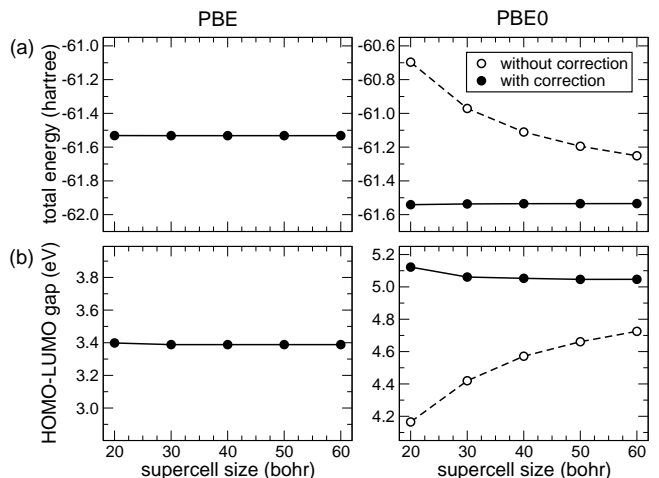 PBE
PBE0
(a)
total energy (hartree)
-61.0
-61.2
-61.4
-61.6
-61.8
-62.0
-60.6
-60.8
-61.0
-61.2
-61.4
-61.6
without correction
with correction
(b)
HOMO-LUMO gap (eV)
3.8
3.6
3.4
3.2
3.0
5.2
5.0
4.8
4.6
4.4
4.2
20 30 40 50 60
20 30 40 50 60
supercell size (bohr)
supercell size (bohr)